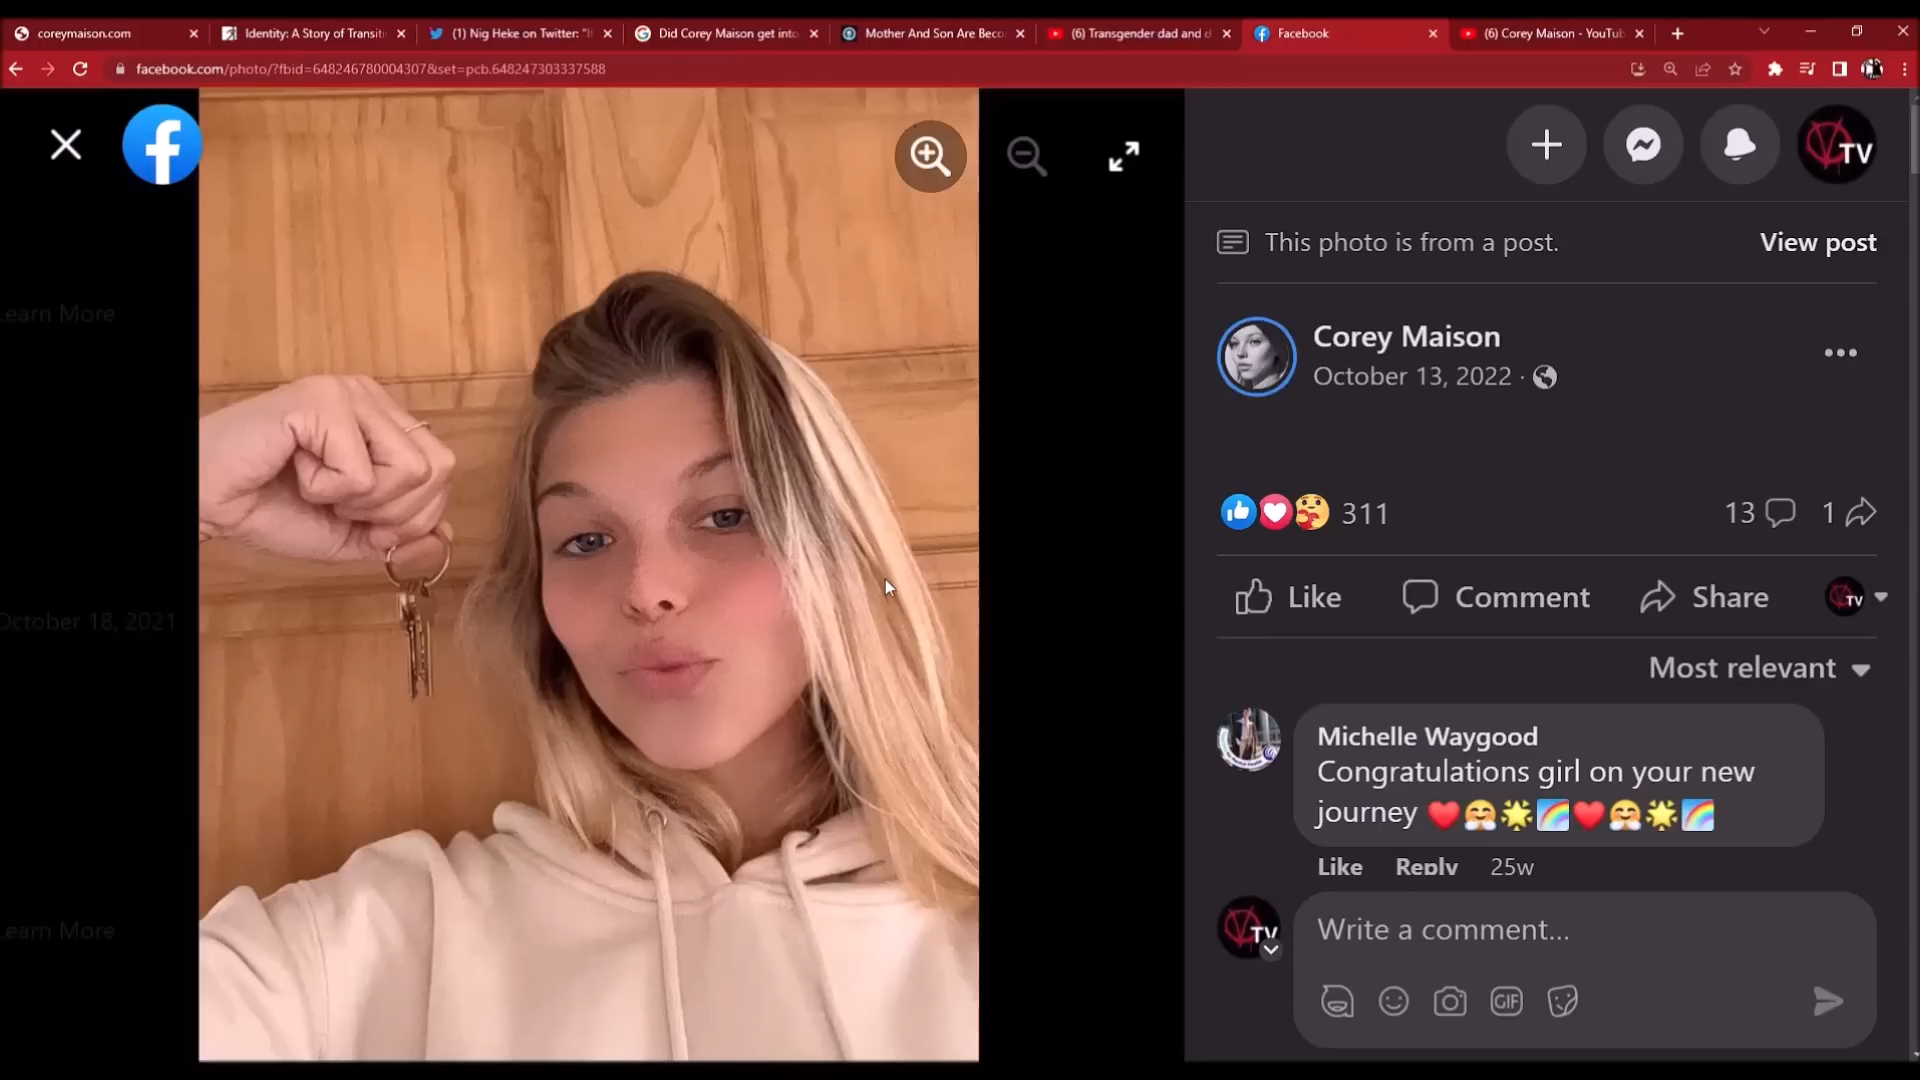 coreymaison.com
Identity: A Story of Transiti
(1) Nig Heke on Twitter: "If
Did Corey Maison get into
Mother And Son Are Beco
(6) Transgender dad and d
Facebook
(6) Corey Maison - YouTub
facebook.com/photo/?fbid=648246780004307&set=pcb.648247303337588
TV
This photo is from a post.
View post
Learn More
Corey Maison
October 13, 2022 ·
311
13
1
Like
Comment
Share
TV
October 18, 2021
Most relevant
Michelle Waygood
Congratulations girl on your new
journey ❤️🤗🌟🌈❤️🤗🌟🌈
Like
Reply
25w
Learn More
TV
Write a comment...
GIF